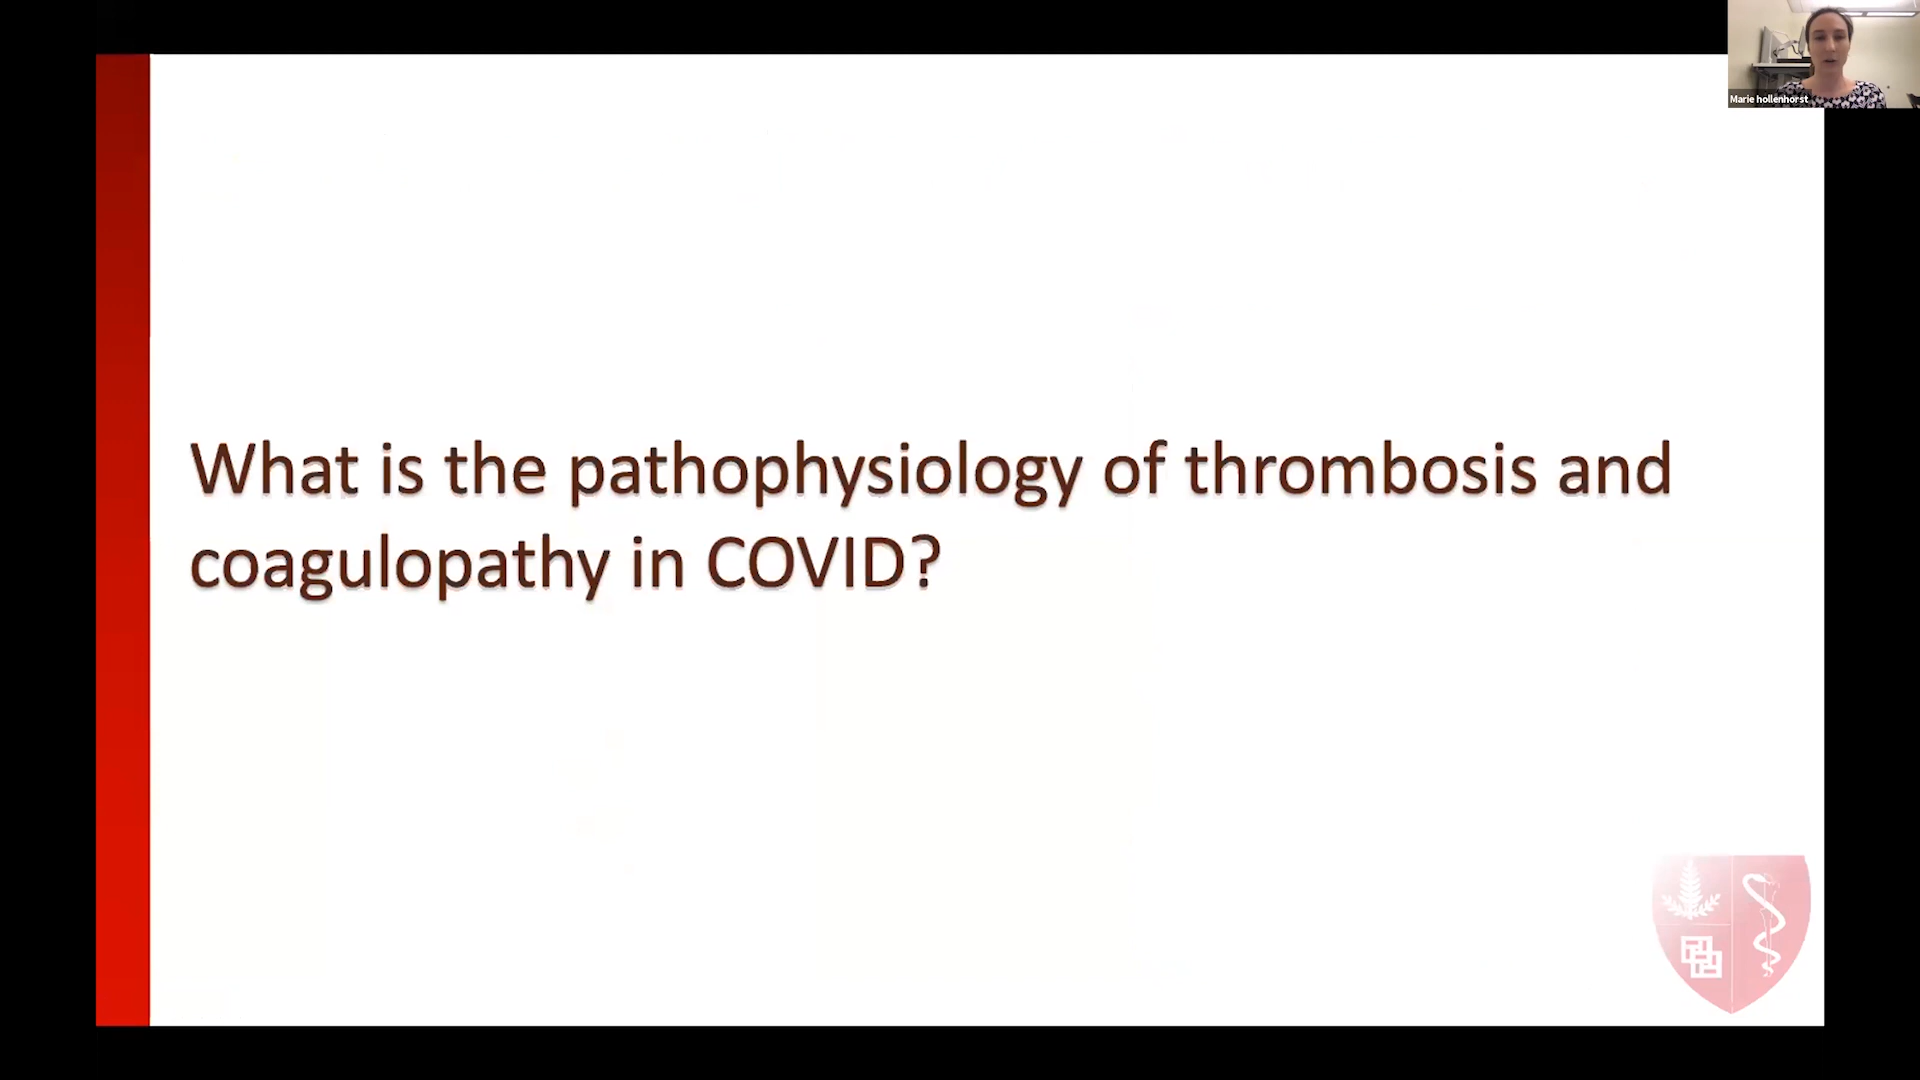 Marie hollenhorst
What is the pathophysiology of thrombosis and
coagulopathy in COVID?